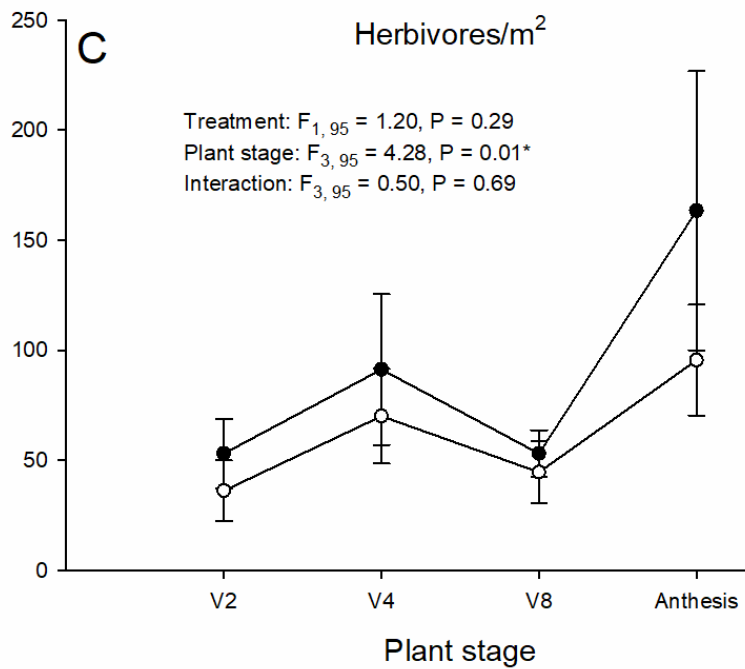 250
C
Herbivores/m²
200
Treatment: F1, 95 = 1.20, P = 0.29
Plant stage: F3, 95 = 4.28, P = 0.01*
Interaction: F3, 95 = 0.50, P = 0.69
150
100
50
0
V2 V4 V8 Anthesis
Plant stage